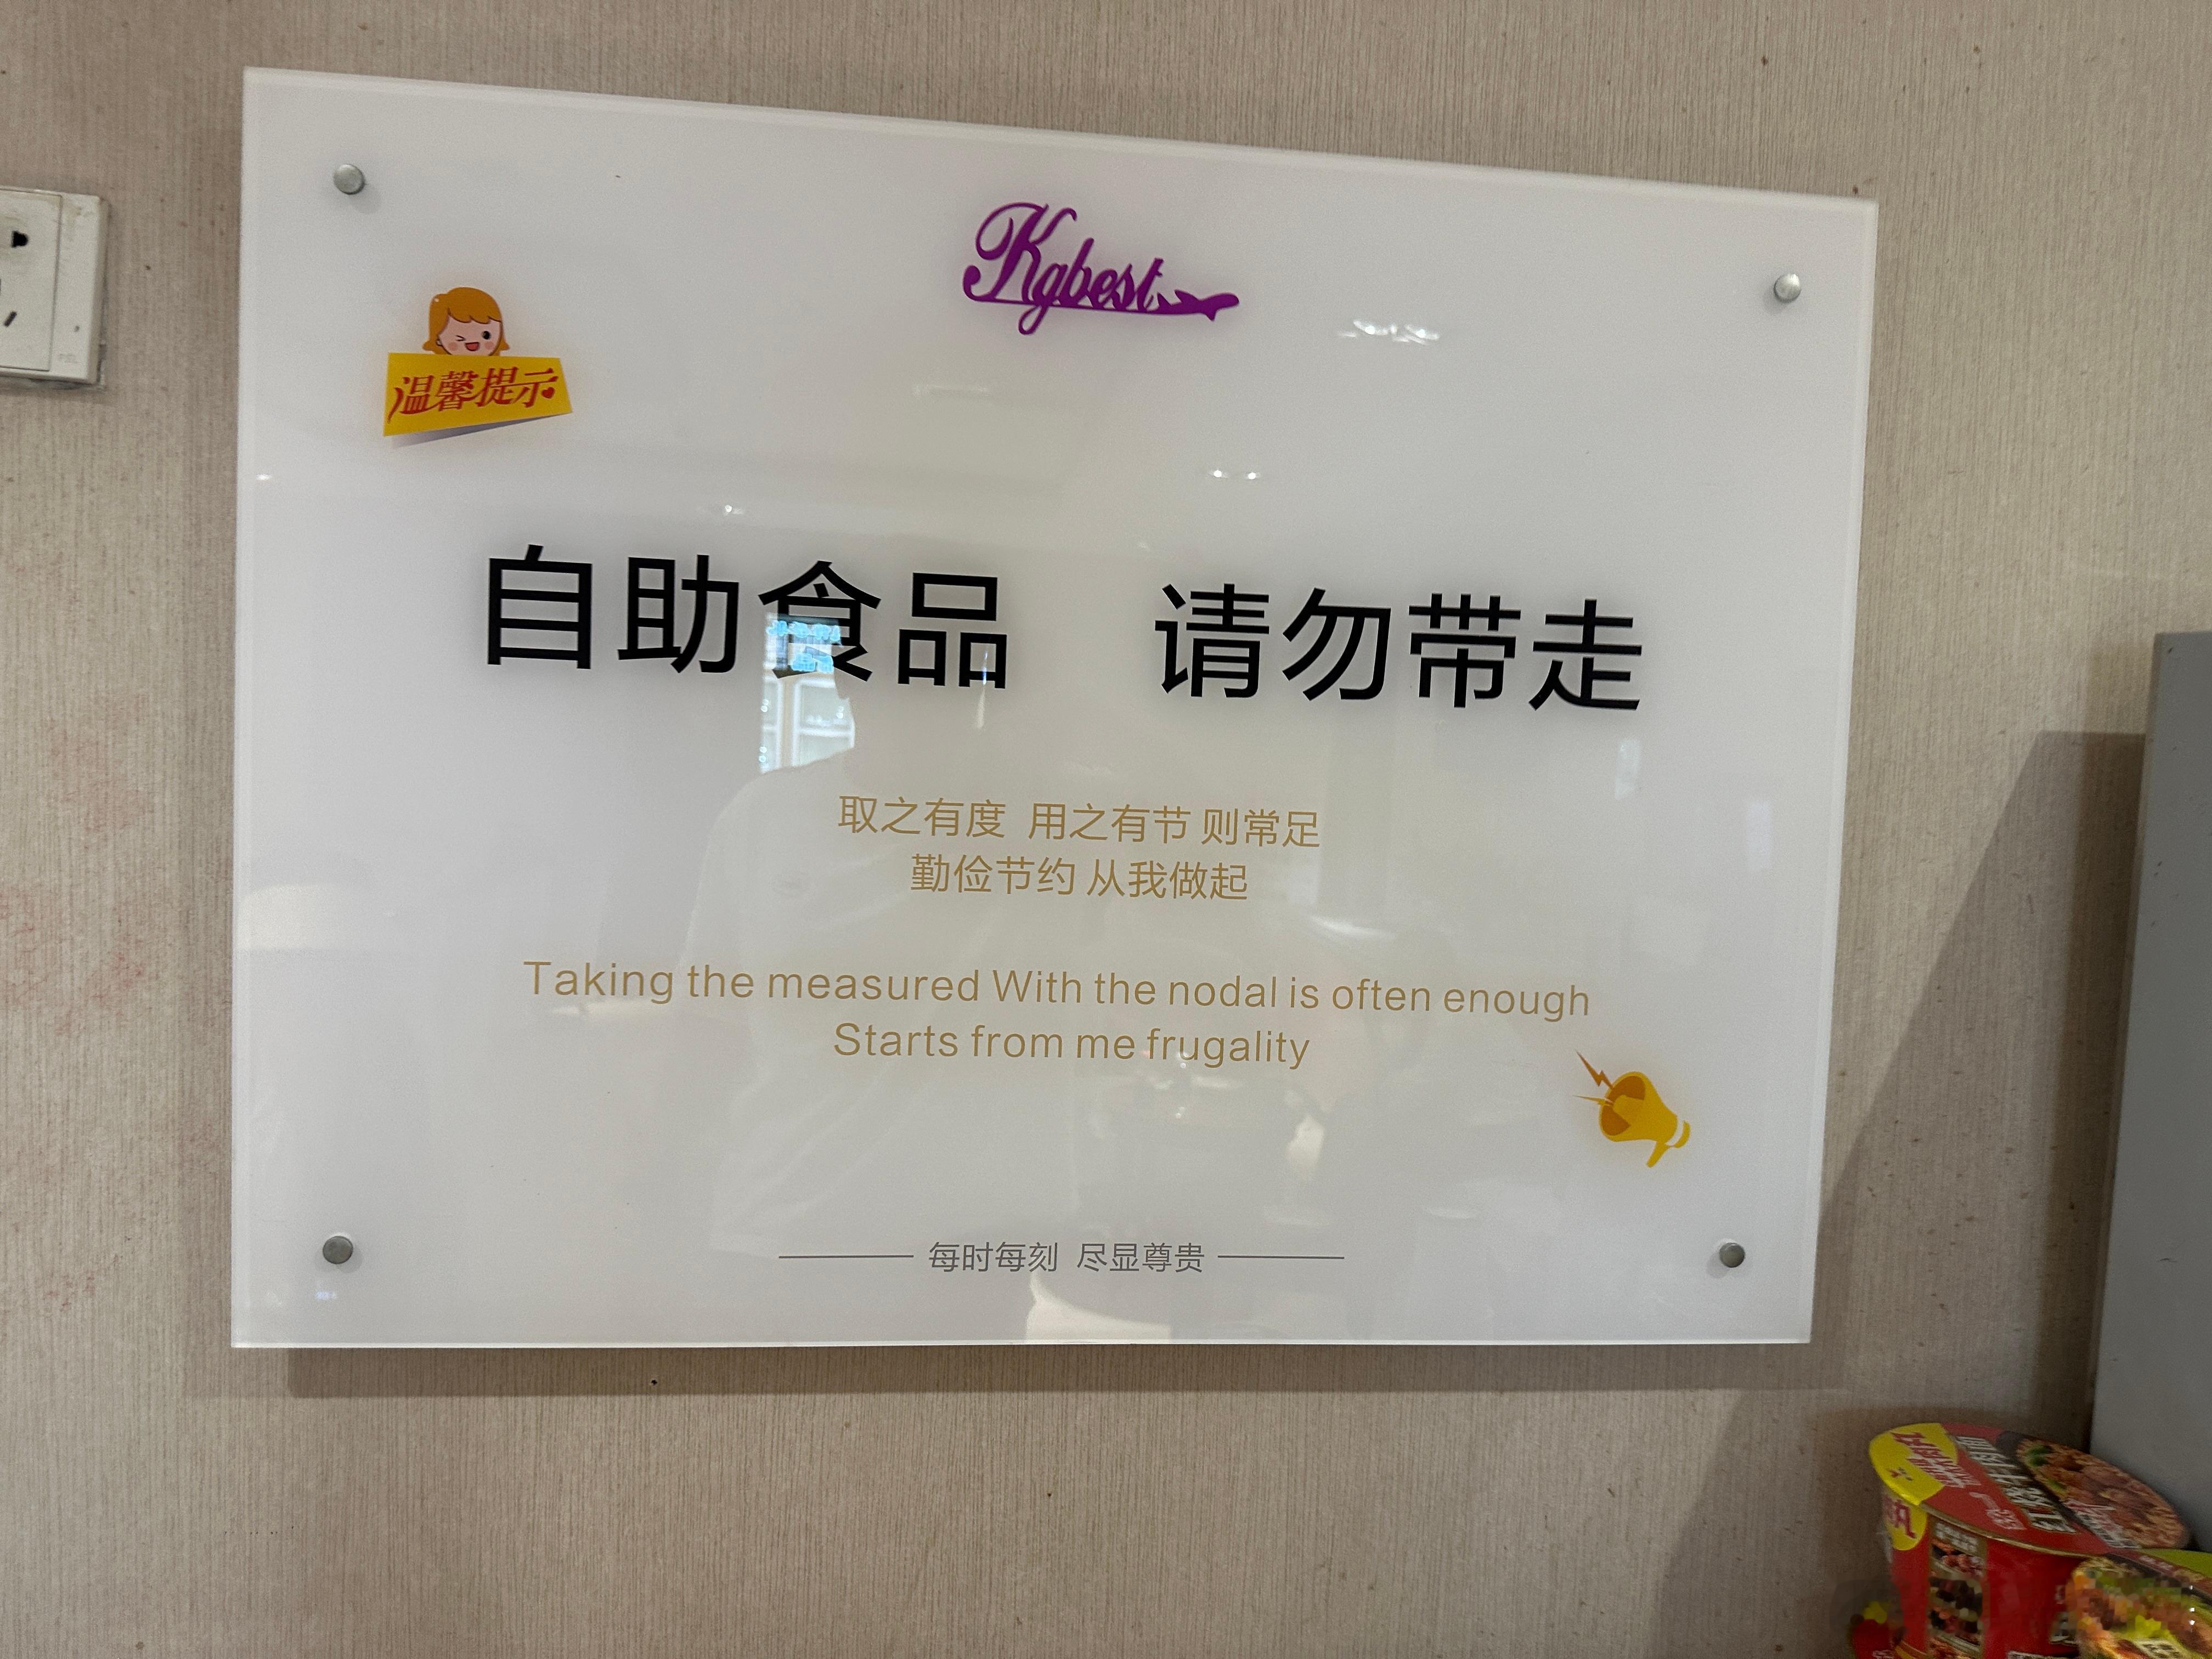 Kgbest
温馨提示
自助食品 请勿带走
取之有度 用之有节 则常足
勤俭节约 从我做起
Taking the measured With the nodal is often enough
Starts from me frugality
每时每刻 尽显尊贵